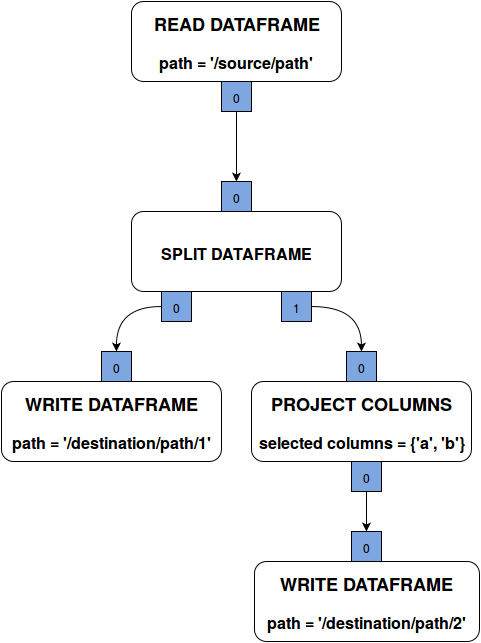 READ DATAFRAME
path = '/source/path'
0
0
SPLIT DATAFRAME
0
1
0
0
WRITE DATAFRAME
path = '/destination/path/1'
PROJECT COLUMNS
selected columns = {'a', 'b'}
0
0
WRITE DATAFRAME
path = '/destination/path/2'